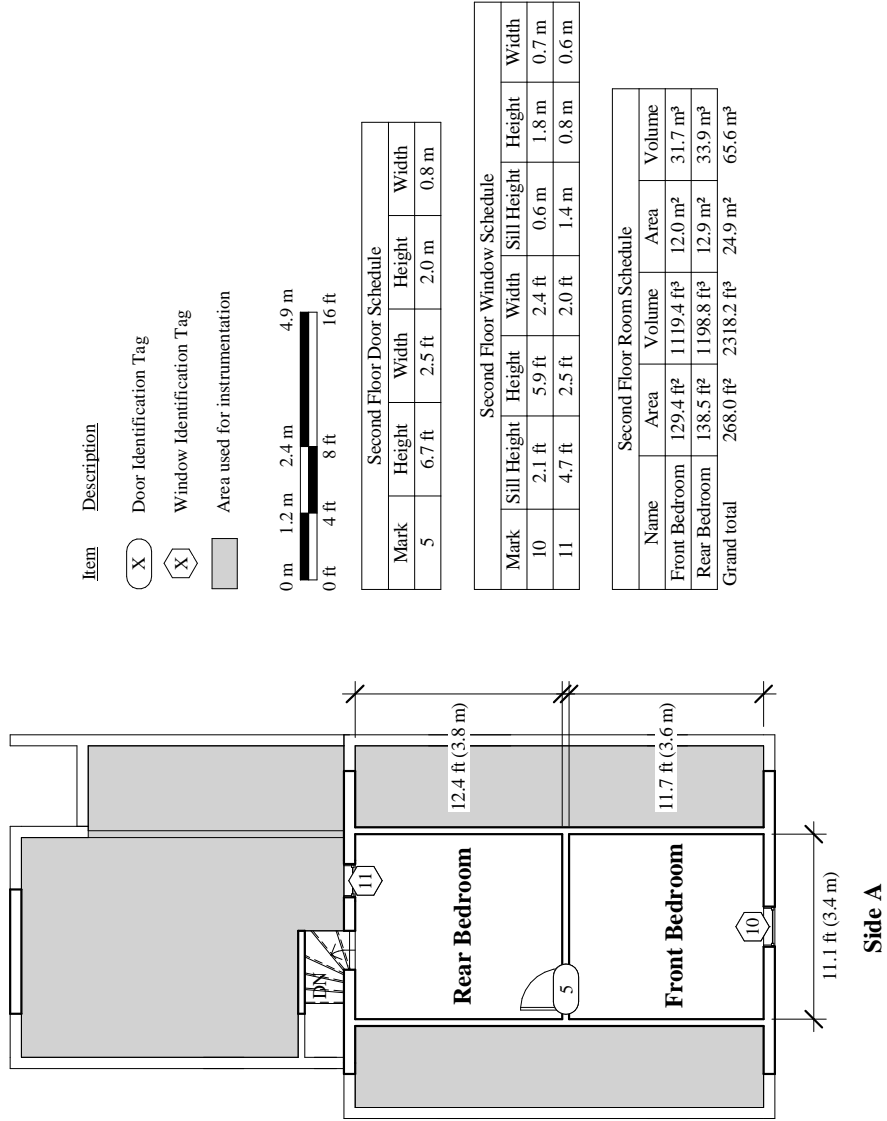 Item Description
X Door Identification Tag
X Window Identification Tag
Area used for instrumentation
0 m 1.2 m 2.4 m 4.9 m
0 ft 4 ft 8 ft 16 ft
Second Floor Door Schedule
Mark Height Width Height Width
5 6.7 ft 2.5 ft 2.0 m 0.8 m
Second Floor Window Schedule
Mark Sill Height Height Width Sill Height Height Width
10 2.1 ft 5.9 ft 2.4 ft 0.6 m 1.8 m 0.7 m
11 4.7 ft 2.5 ft 2.0 ft 1.4 m 0.8 m 0.6 m
Second Floor Room Schedule
Name Area Volume Area Volume
Front Bedroom 129.4 ft² 1119.4 ft³ 12.0 m² 31.7 m³
Rear Bedroom 138.5 ft² 1198.8 ft³ 12.9 m² 33.9 m³
Grand total 268.0 ft² 2318.2 ft³ 24.9 m² 65.6 m³
DN
11
12.4 ft (3.8 m)
Rear Bedroom
5
11.7 ft (3.6 m)
Front Bedroom
10
11.1 ft (3.4 m)
Side A